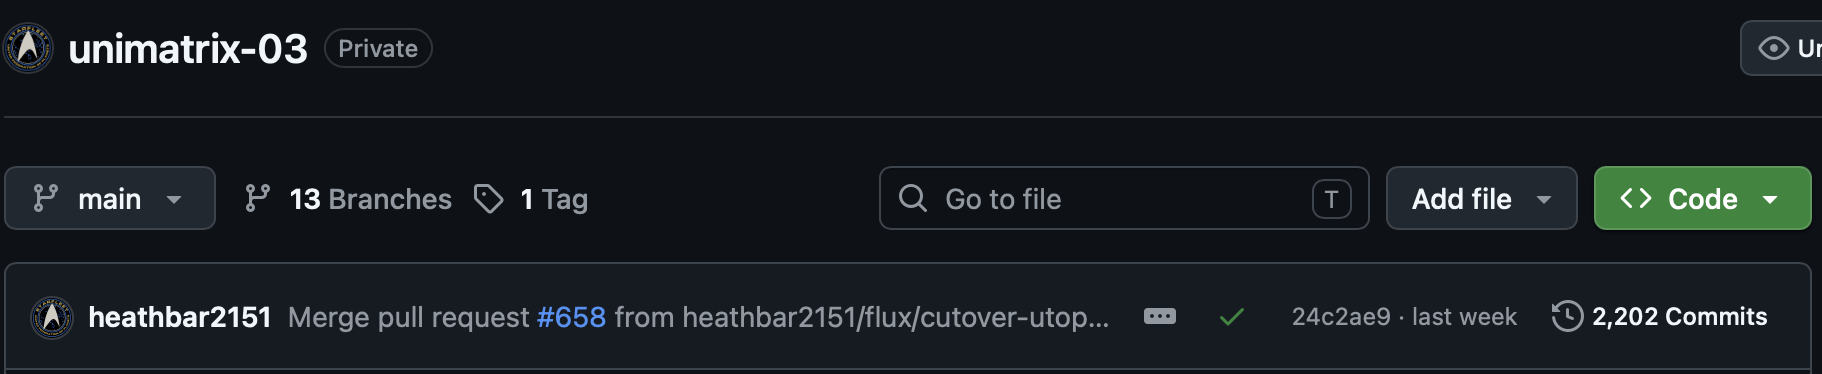 unimatrix-03 Private
main 13 Branches 1 Tag Go to file T Add file Code
heathbar2151 Merge pull request #658 from heathbar2151/flux/cutover-utop... 24c2ae9 · last week 2,202 Commits